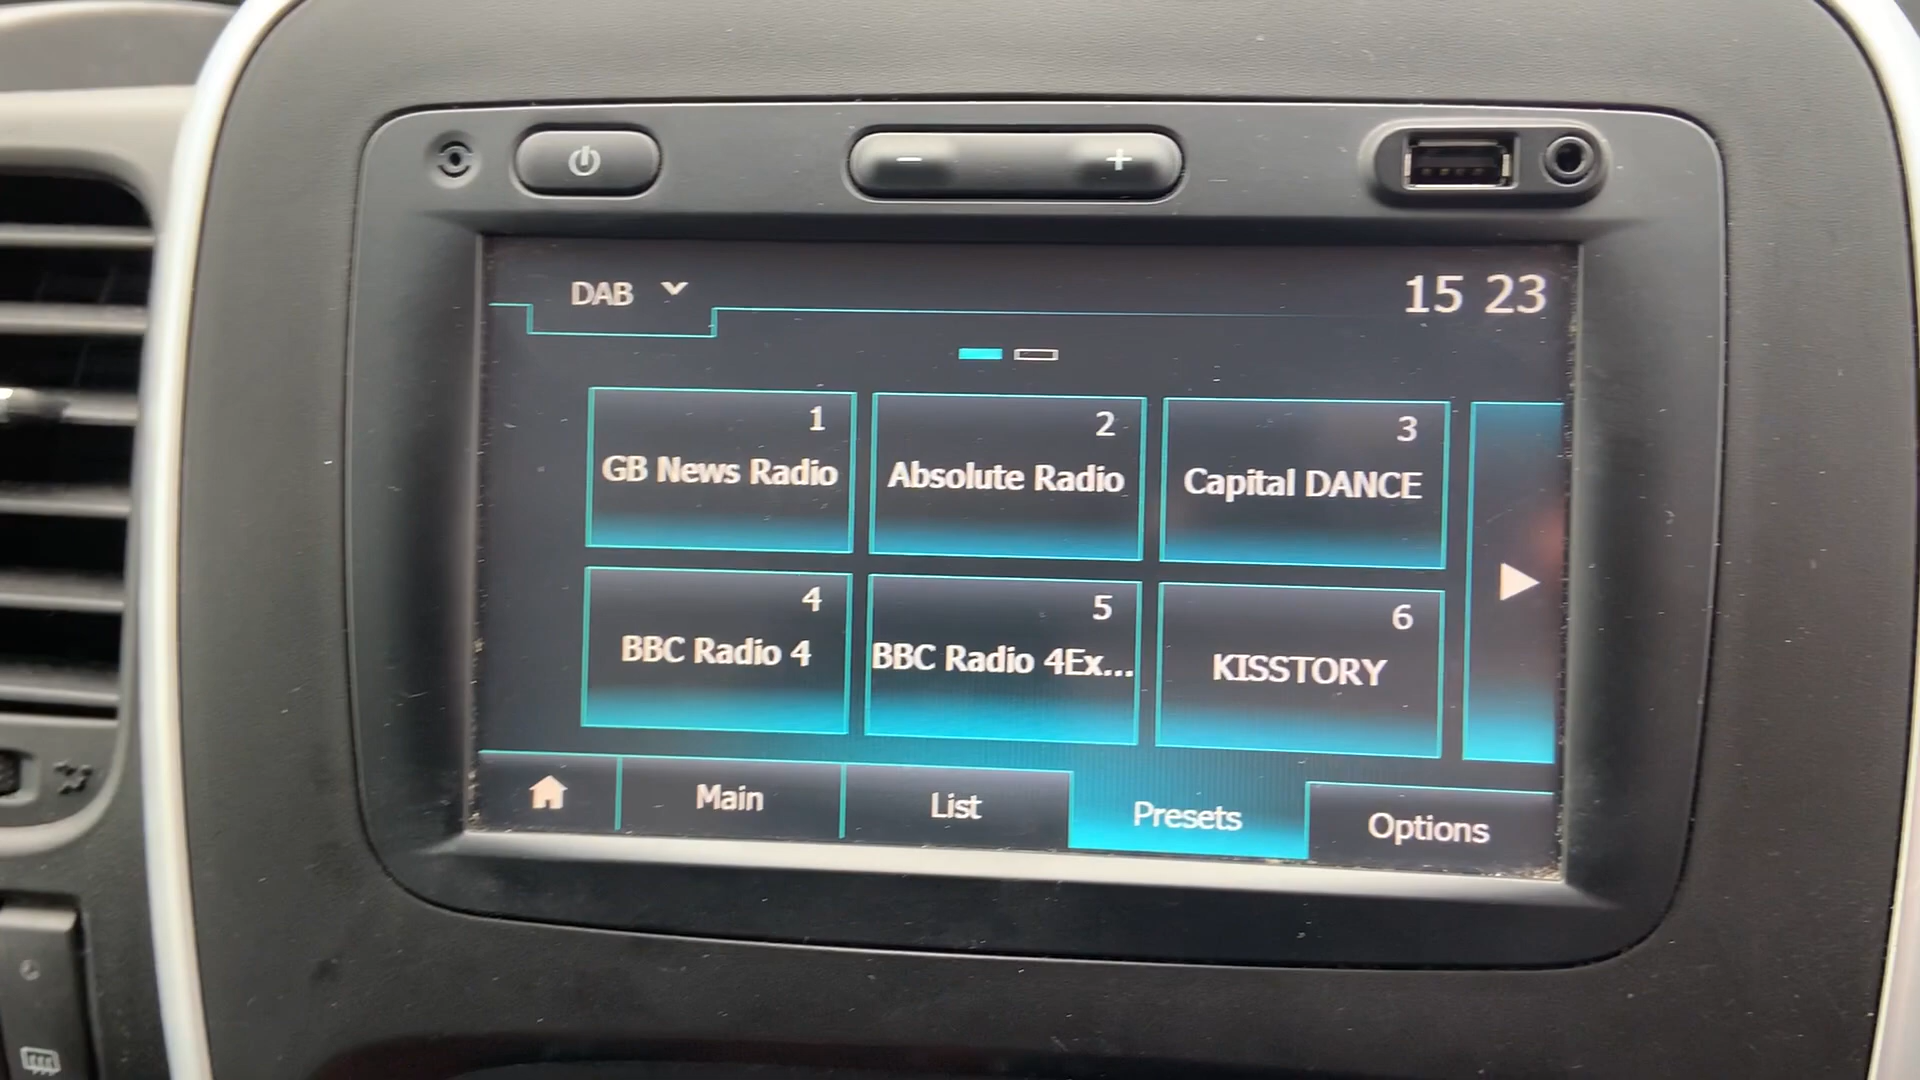 DAB
15 23
1
GB News Radio
2
Absolute Radio
3
Capital DANCE
4
BBC Radio 4
5
BBC Radio 4Ex...
6
KISSTORY
Main
List
Presets
Options